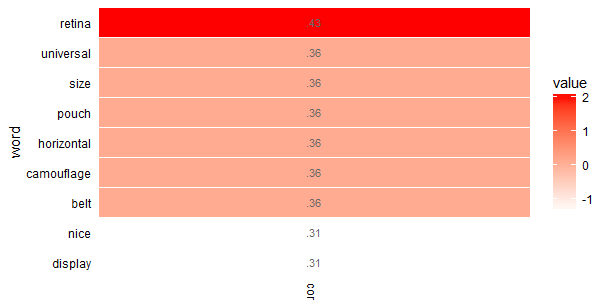 retina .43
universal .36
size .36
pouch .36
horizontal .36
camouflage .36
belt .36
nice .31
display .31
word
cor
value
2
1
0
-1